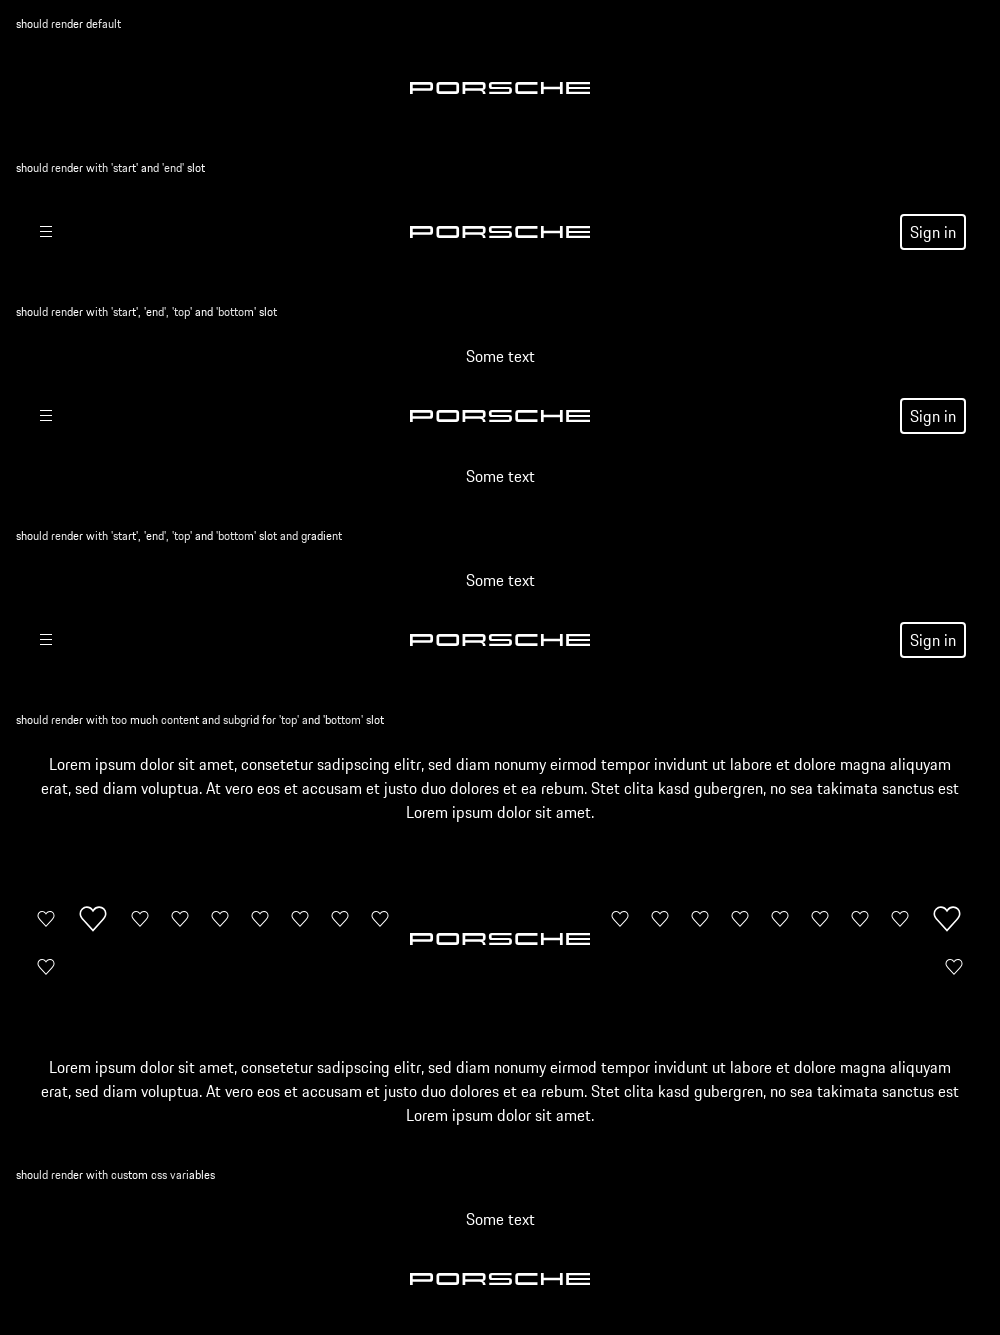 should render default
PORSCHE
should render with 'start' and 'end' slot
PORSCHE
Sign in
should render with 'start', 'end', 'top' and 'bottom' slot
Some text
PORSCHE
Sign in
Some text
should render with 'start', 'end', 'top' and 'bottom' slot and gradient
Some text
PORSCHE
Sign in
should render with too much content and subgrid for 'top' and 'bottom' slot
Lorem ipsum dolor sit amet, consetetur sadipscing elitr, sed diam nonumy eirmod tempor invidunt ut labore et dolore magna aliquyam
erat, sed diam voluptua. At vero eos et accusam et justo duo dolores et ea rebum. Stet clita kasd gubergren, no sea takimata sanctus est
Lorem ipsum dolor sit amet.
PORSCHE
Lorem ipsum dolor sit amet, consetetur sadipscing elitr, sed diam nonumy eirmod tempor invidunt ut labore et dolore magna aliquyam
erat, sed diam voluptua. At vero eos et accusam et justo duo dolores et ea rebum. Stet clita kasd gubergren, no sea takimata sanctus est
Lorem ipsum dolor sit amet.
should render with custom css variables
Some text
PORSCHE